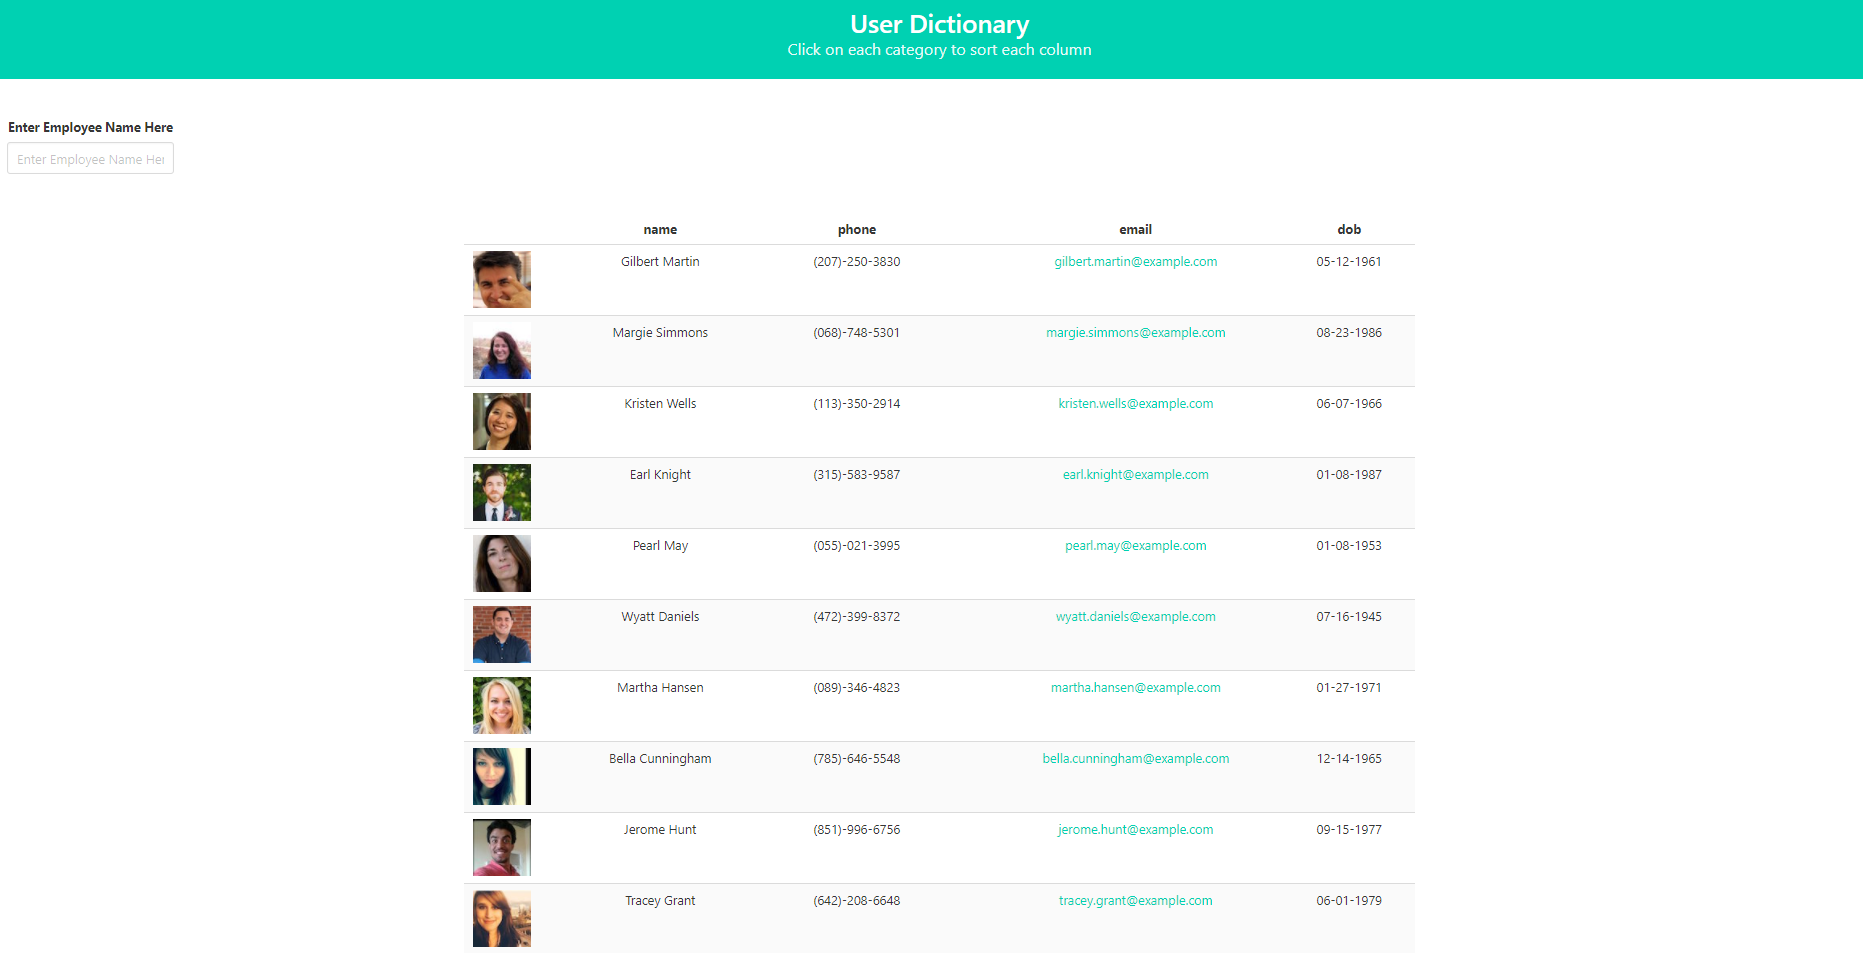 User Dictionary
Click on each category to sort each column
Enter Employee Name Here
Enter Employee Name Her
name phone email dob
Gilbert Martin (207)-250-3830 gilbert.martin@example.com 05-12-1961
Margie Simmons (068)-748-5301 margie.simmons@example.com 08-23-1986
Kristen Wells (113)-350-2914 kristen.wells@example.com 06-07-1966
Earl Knight (315)-583-9587 earl.knight@example.com 01-08-1987
Pearl May (055)-021-3995 pearl.may@example.com 01-08-1953
Wyatt Daniels (472)-399-8372 wyatt.daniels@example.com 07-16-1945
Martha Hansen (089)-346-4823 martha.hansen@example.com 01-27-1971
Bella Cunningham (785)-646-5548 bella.cunningham@example.com 12-14-1965
Jerome Hunt (851)-996-6756 jerome.hunt@example.com 09-15-1977
Tracey Grant (642)-208-6648 tracey.grant@example.com 06-01-1979